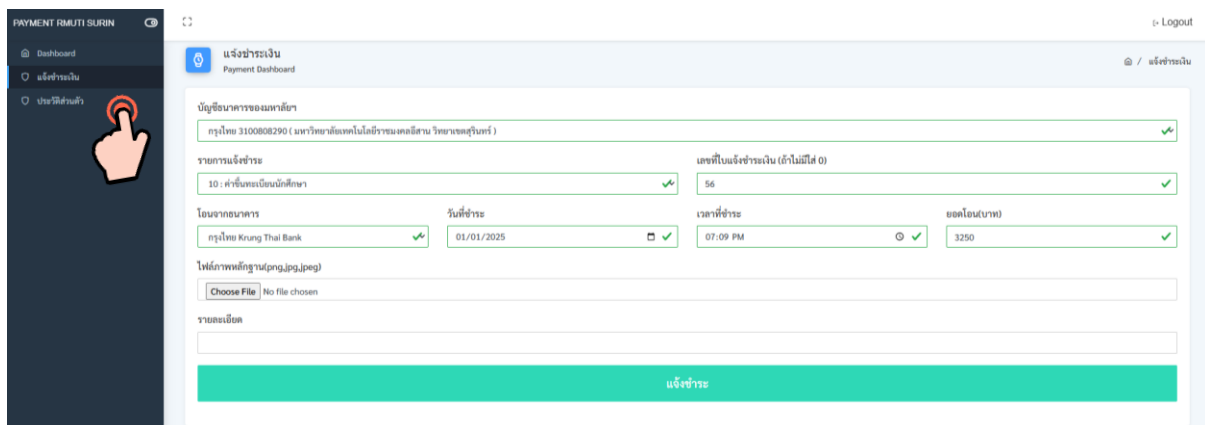 PAYMENT RMUTI SURIN
Logout
Dashboard
แจ้งชำระเงิน
ประวัติส่วนตัว
แจ้งชำระเงิน
Payment Dashboard
/ แจ้งชำระเงิน
บัญชีธนาคารของมหาลัยฯ
กรุงไทย 3100808290 ( มหาวิทยาลัยเทคโนโลยีราชมงคลอีสาน วิทยาเขตสุรินทร์ )
รายการแจ้งชำระ เลขที่ใบแจ้งชำระเงิน (ถ้าไม่มีใส่ 0)
10 : ค่าขึ้นทะเบียนนักศึกษา 56
โอนจากธนาคาร วันที่ชำระ เวลาที่ชำระ ยอดโอน(บาท)
กรุงไทย Krung Thai Bank 01/01/2025 07:09 PM 3250
ไฟล์ภาพหลักฐาน(png,jpg,jpeg)
Choose File No file chosen
รายละเอียด
แจ้งชำระ